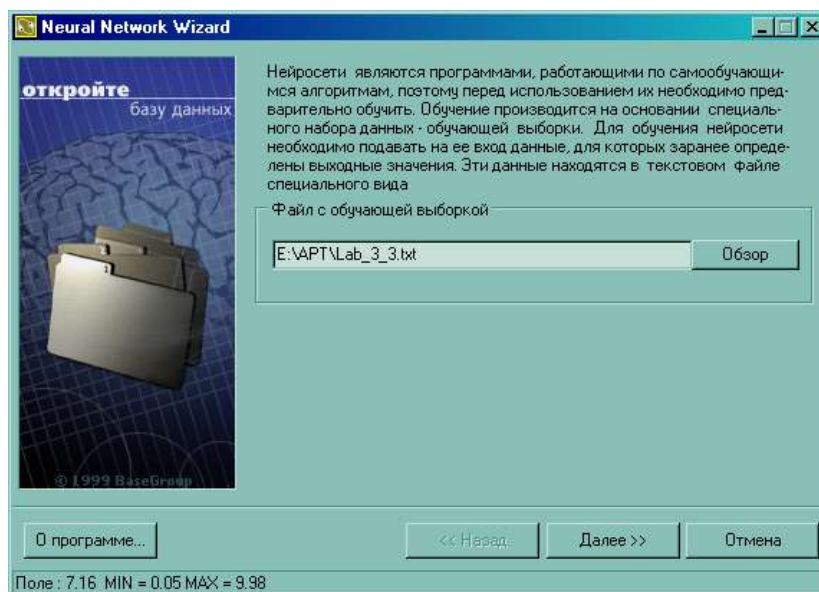 Neural Network Wizard
откройте
базу данных
Нейросети являются программами, работающими по самообучающи-
мся алгоритмам, поэтому перед использованием их необходимо пред-
варительно обучить. Обучение производится на основании специаль-
ного набора данных - обучающей выборки. Для обучения нейросети
необходимо подавать на ее вход данные, для которых заранее опреде-
лены выходные значения. Эти данные находятся в текстовом файле
специального вида
Файл с обучающей выборкой
E:\APT\Lab_3_3.txt
Обзор
© 1999 BaseGroup
О программе...
<< Назад
Далее >>
Отмена
Поле : 7.16 MIN = 0.05 MAX = 9.98